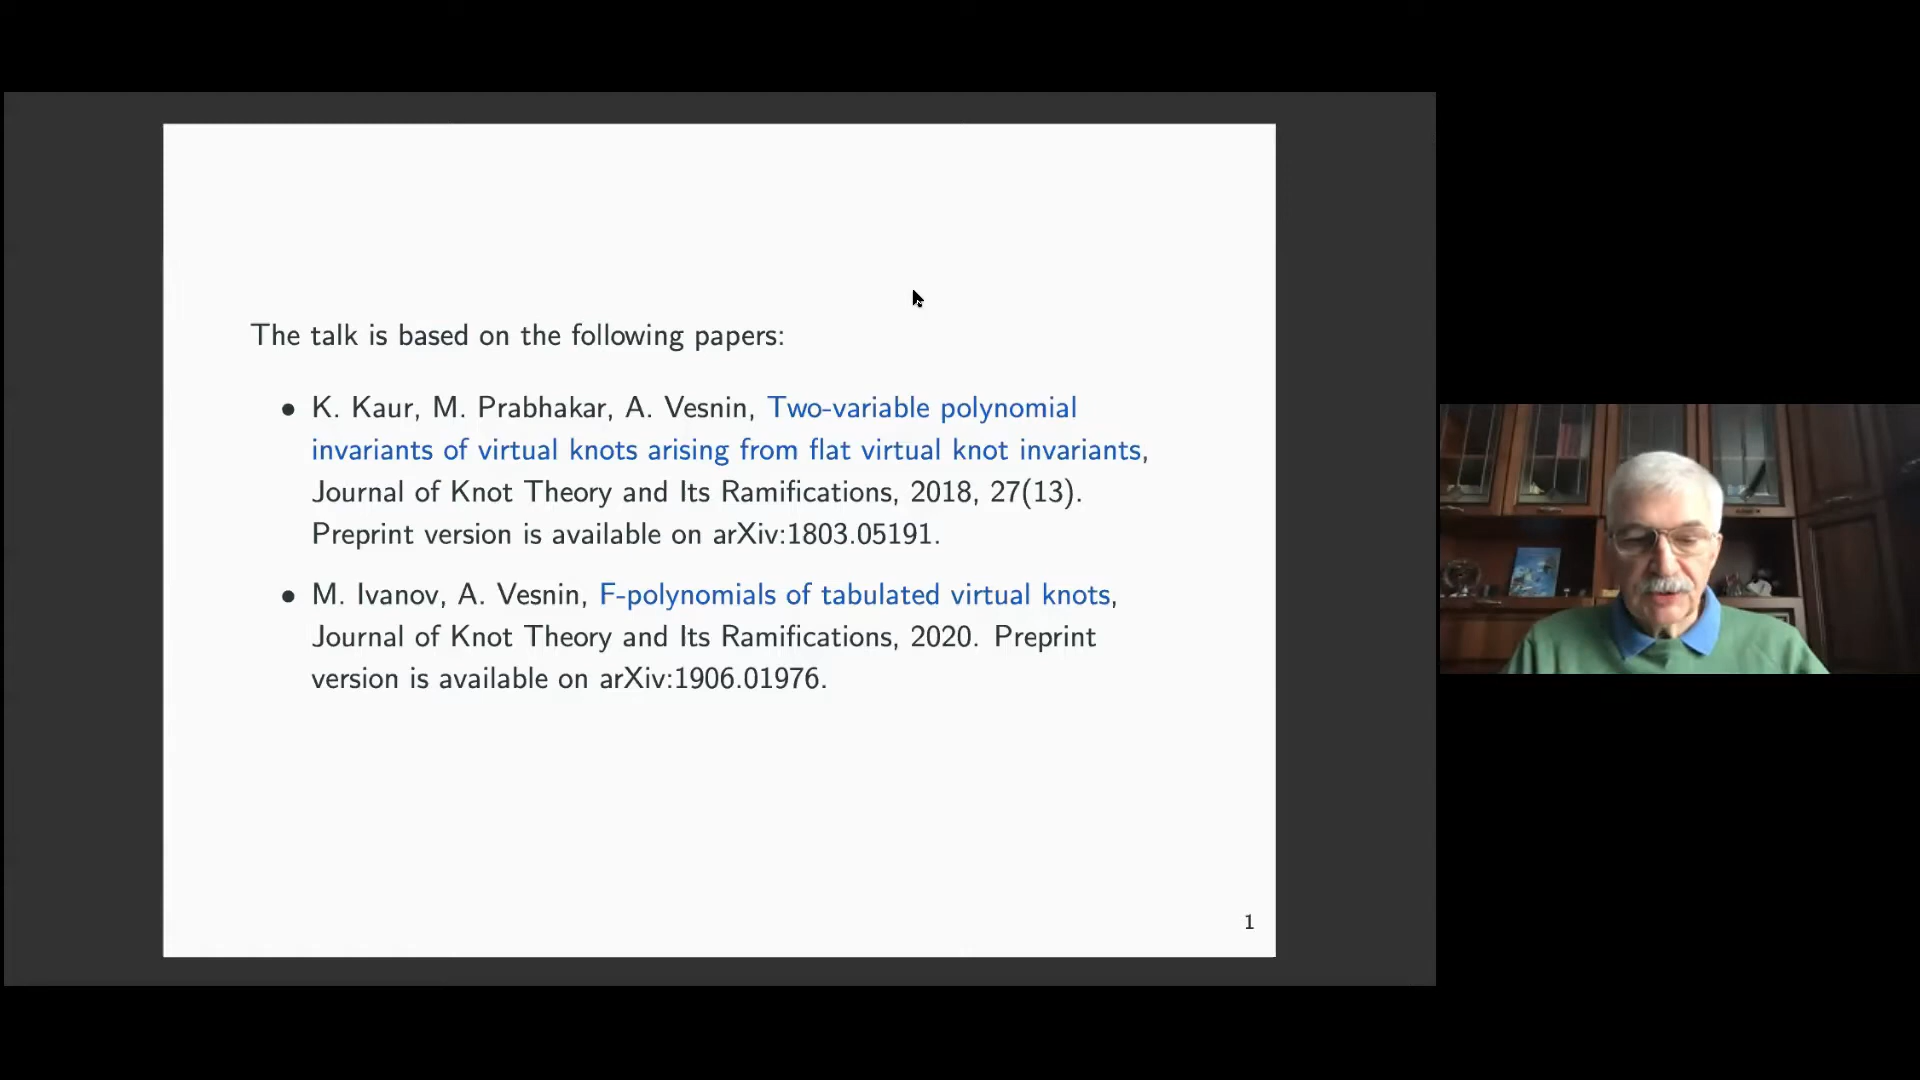 The talk is based on the following papers:
• K. Kaur, M. Prabhakar, A. Vesnin, Two-variable polynomial
invariants of virtual knots arising from flat virtual knot invariants,
Journal of Knot Theory and Its Ramifications, 2018, 27(13).
Preprint version is available on arXiv:1803.05191.
• M. Ivanov, A. Vesnin, F-polynomials of tabulated virtual knots,
Journal of Knot Theory and Its Ramifications, 2020. Preprint
version is available on arXiv:1906.01976.
1